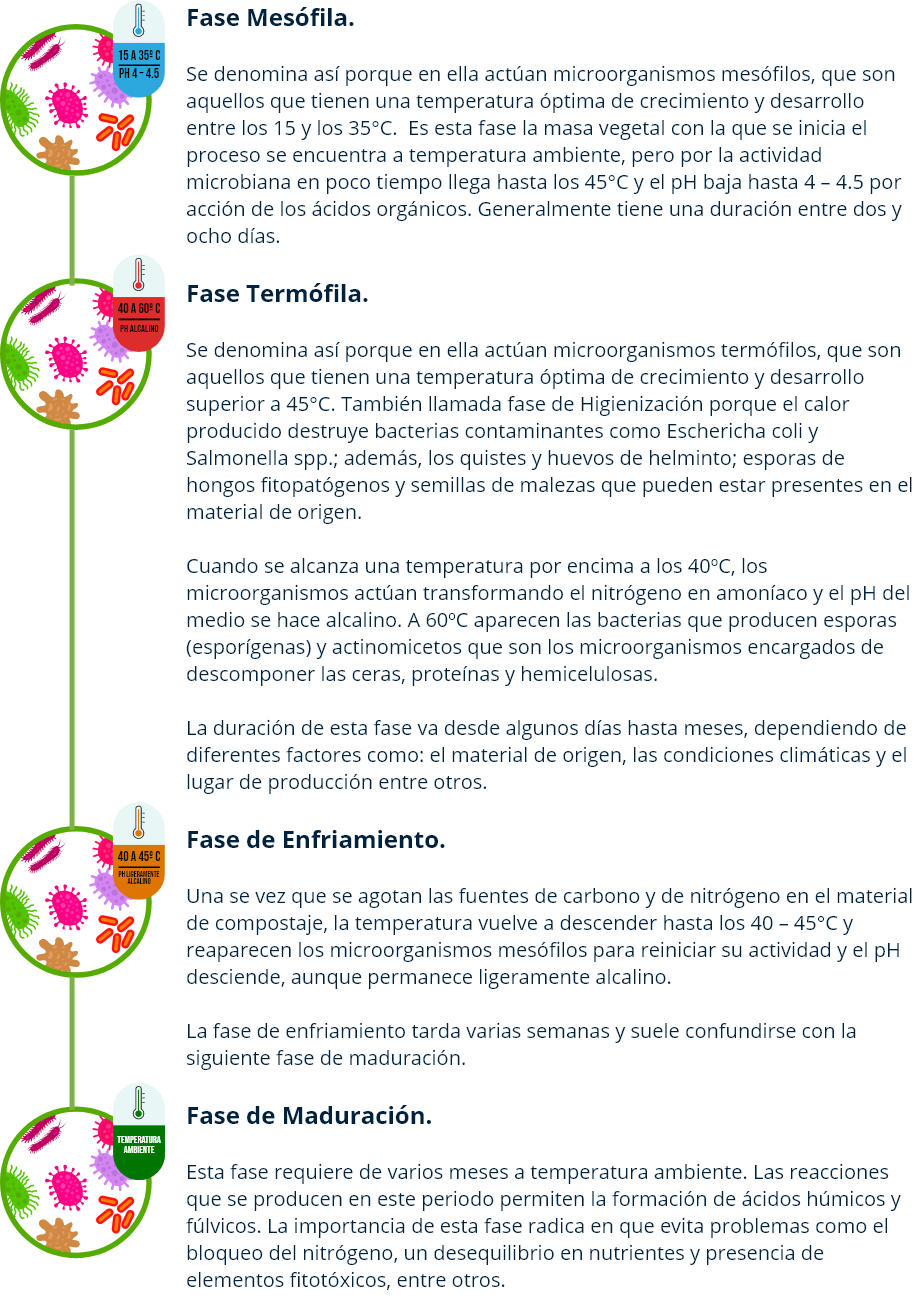 Fase Mesófila.
15 A 35º C
PH 4 – 4.5
Se denomina así porque en ella actúan microorganismos mesófilos, que son
aquellos que tienen una temperatura óptima de crecimiento y desarrollo
entre los 15 y los 35°C.  Es esta fase la masa vegetal con la que se inicia el
proceso se encuentra a temperatura ambiente, pero por la actividad
microbiana en poco tiempo llega hasta los 45°C y el pH baja hasta 4 – 4.5 por
acción de los ácidos orgánicos. Generalmente tiene una duración entre dos y
ocho días.
Fase Termófila.
40 A 60º C
PH ALCALINO
Se denomina así porque en ella actúan microorganismos termófilos, que son
aquellos que tienen una temperatura óptima de crecimiento y desarrollo
superior a 45°C. También llamada fase de Higienización porque el calor
producido destruye bacterias contaminantes como Eschericha coli y
Salmonella spp.; además, los quistes y huevos de helminto; esporas de
hongos fitopatógenos y semillas de malezas que pueden estar presentes en el
material de origen.
Cuando se alcanza una temperatura por encima a los 40ºC, los
microorganismos actúan transformando el nitrógeno en amoníaco y el pH del
medio se hace alcalino. A 60ºC aparecen las bacterias que producen esporas
(esporígenas) y actinomicetos que son los microorganismos encargados de
descomponer las ceras, proteínas y hemicelulosas.
La duración de esta fase va desde algunos días hasta meses, dependiendo de
diferentes factores como: el material de origen, las condiciones climáticas y el
lugar de producción entre otros.
Fase de Enfriamiento.
40 A 45º C
PH LIGERAMENTE
ALCALINO
Una se vez que se agotan las fuentes de carbono y de nitrógeno en el material
de compostaje, la temperatura vuelve a descender hasta los 40 – 45°C y
reaparecen los microorganismos mesófilos para reiniciar su actividad y el pH
desciende, aunque permanece ligeramente alcalino.
La fase de enfriamiento tarda varias semanas y suele confundirse con la
siguiente fase de maduración.
Fase de Maduración.
TEMPERATURA
AMBIENTE
Esta fase requiere de varios meses a temperatura ambiente. Las reacciones
que se producen en este periodo permiten la formación de ácidos húmicos y
fúlvicos. La importancia de esta fase radica en que evita problemas como el
bloqueo del nitrógeno, un desequilibrio en nutrientes y presencia de
elementos fitotóxicos, entre otros.